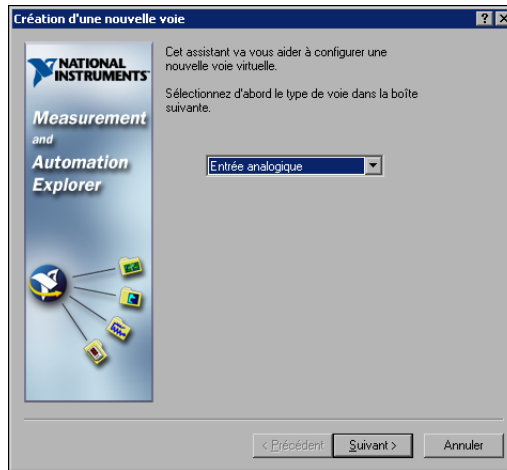 Création d'une nouvelle voie
NATIONAL
INSTRUMENTS
Measurement
and
Automation
Explorer
Cet assistant va vous aider à configurer une
nouvelle voie virtuelle.
Sélectionnez d'abord le type de voie dans la boîte
suivante.
Entrée analogique
< Précédent
Suivant >
Annuler